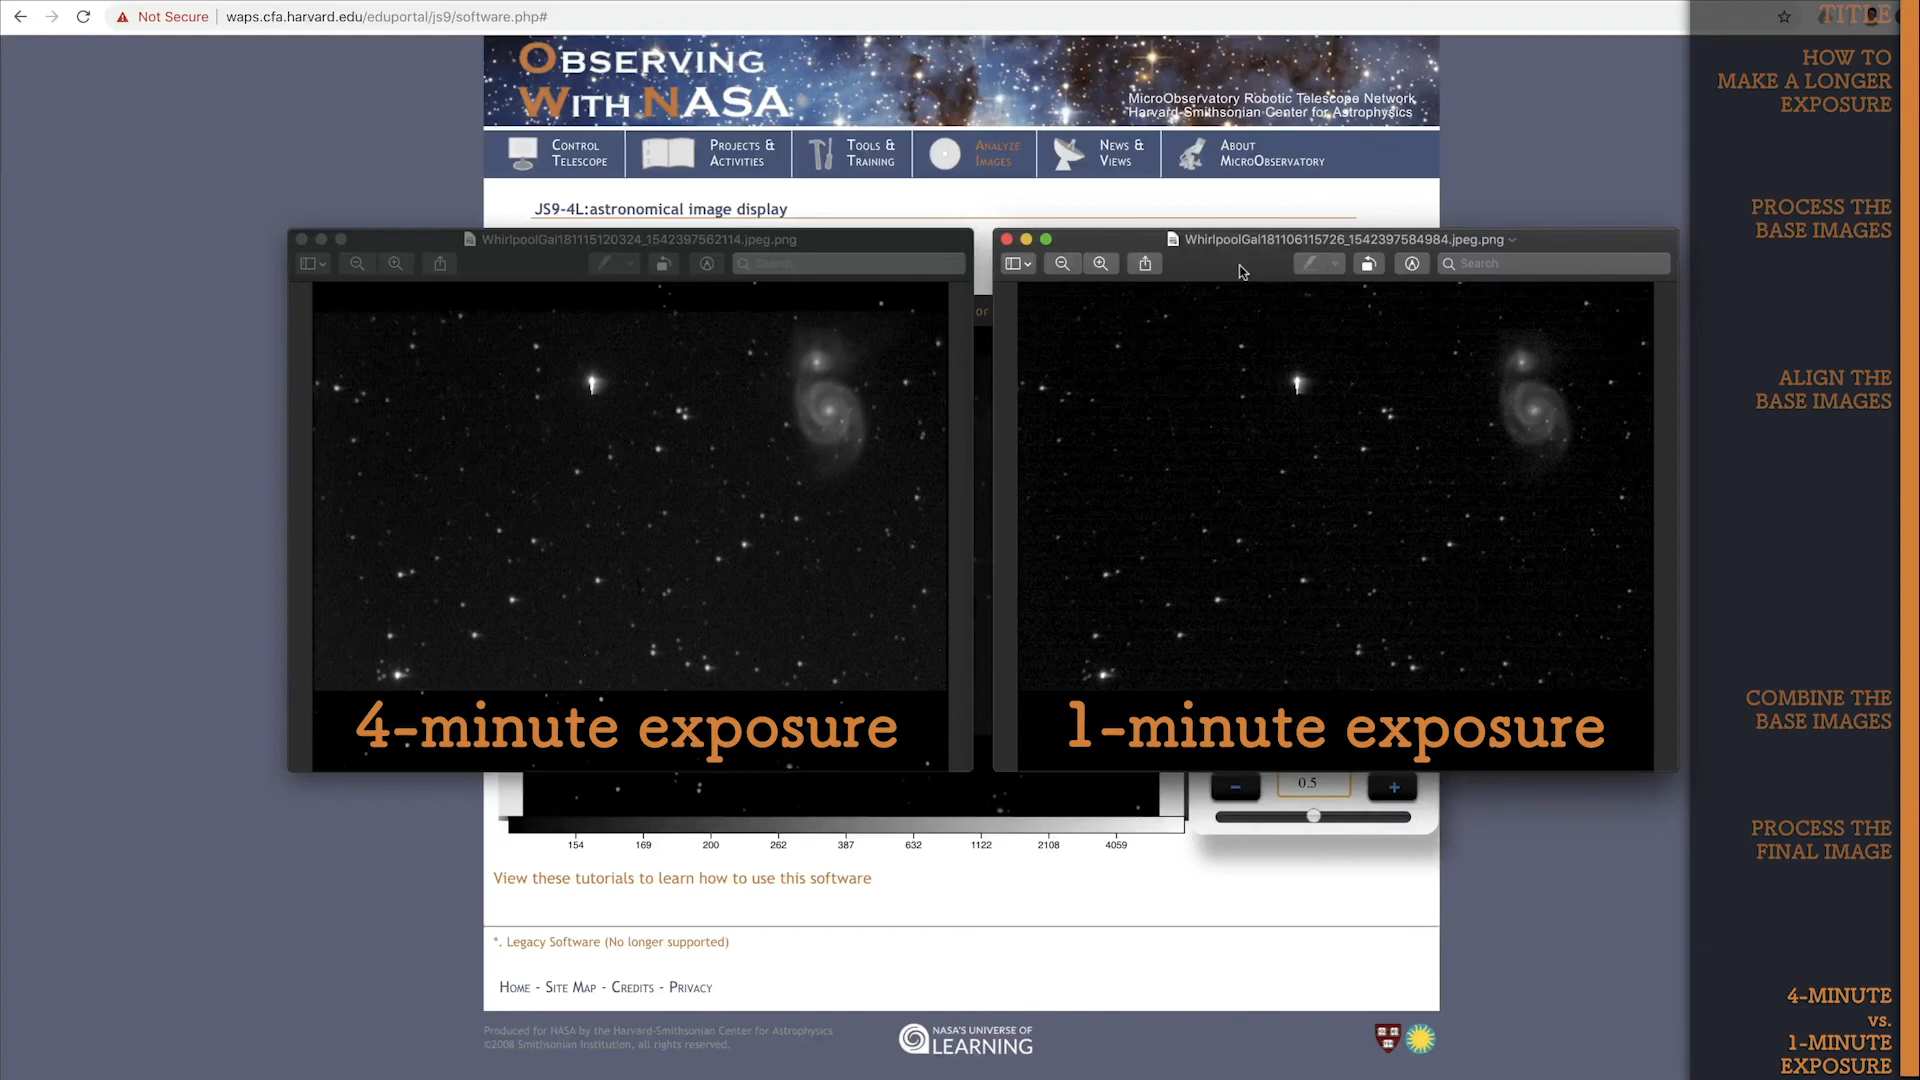 Not Secure
waps.cfa.harvard.edu/eduportal/js9/software.php#
OBSERVING
WITH NASA
MicroObservatory Robotic Telescope Network
Harvard-Smithsonian Center for Astrophysics
CONTROL
TELESCOPE
PROJECTS &
ACTIVITIES
TOOLS &
TRAINING
ANALYZE
IMAGES
NEWS &
VIEWS
ABOUT
MICROOBSERVATORY
JS9-4L:astronomical image display
WhirlpoolGal181115120324_1542397562114.jpeg.png
Search
or
WhirlpoolGal181106115726_1542397584984.jpeg.png
Search
4-minute exposure
1-minute exposure
0.5
154 169 200 262 387 632 1122 2108 4059
View these tutorials to learn how to use this software
*. Legacy Software (No longer supported)
HOME - SITE MAP - CREDITS - PRIVACY
Produced for NASA by the Harvard-Smithsonian Center for Astrophysics
©2008 Smithsonian Institution, all rights reserved.
NASA'S UNIVERSE OF
LEARNING
TITLE
HOW TO
MAKE A LONGER
EXPOSURE
PROCESS THE
BASE IMAGES
ALIGN THE
BASE IMAGES
COMBINE THE
BASE IMAGES
PROCESS THE
FINAL IMAGE
4-MINUTE
vs.
1-MINUTE
EXPOSURE